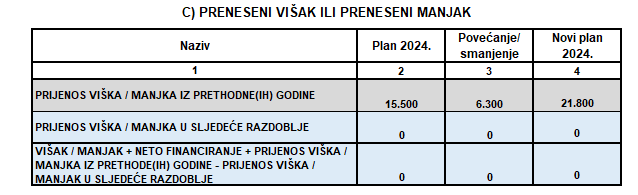 C) PRENESENI VIŠAK ILI PRENESENI MANJAK
Naziv Plan 2024. Povećanje/ smanjenje Novi plan 2024.
1 2 3 4
PRIJENOS VIŠKA / MANJKA IZ PRETHODNE(IH) GODINE 15.500 6.300 21.800
PRIJENOS VIŠKA / MANJKA U SLJEDEĆE RAZDOBLJE 0 0 0
VIŠAK / MANJAK + NETO FINANCIRANJE + PRIJENOS VIŠKA /
MANJKA IZ PRETHODE(IH) GODINE - PRIJENOS VIŠKA /
MANJAK U SLJEDEĆE RAZDOBLJE 0 0 0